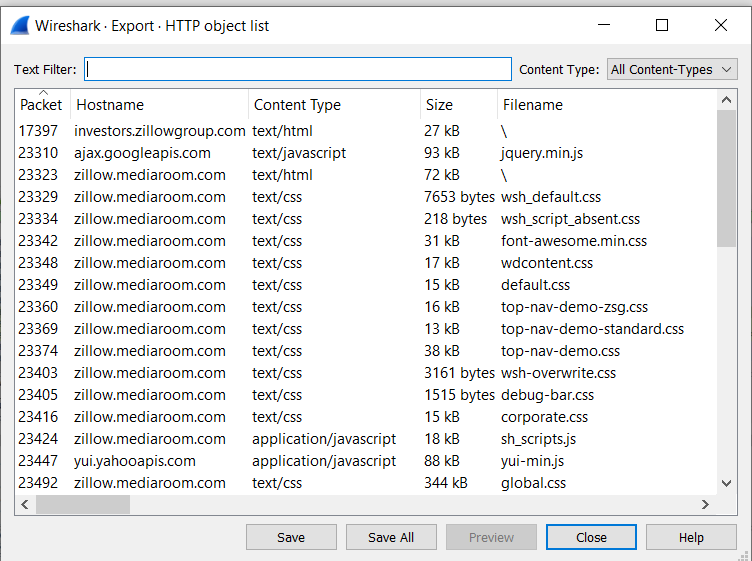 Wireshark · Export · HTTP object list
Text Filter: Content Type: All Content-Types
Packet Hostname Content Type Size Filename
17397 investors.zillowgroup.com text/html 27 kB \
23310 ajax.googleapis.com text/javascript 93 kB jquery.min.js
23323 zillow.mediaroom.com text/html 72 kB \
23329 zillow.mediaroom.com text/css 7653 bytes wsh_default.css
23334 zillow.mediaroom.com text/css 218 bytes wsh_script_absent.css
23342 zillow.mediaroom.com text/css 31 kB font-awesome.min.css
23348 zillow.mediaroom.com text/css 17 kB wdcontent.css
23349 zillow.mediaroom.com text/css 15 kB default.css
23360 zillow.mediaroom.com text/css 16 kB top-nav-demo-zsg.css
23369 zillow.mediaroom.com text/css 13 kB top-nav-demo-standard.css
23374 zillow.mediaroom.com text/css 38 kB top-nav-demo.css
23403 zillow.mediaroom.com text/css 3161 bytes wsh-overwrite.css
23405 zillow.mediaroom.com text/css 1515 bytes debug-bar.css
23416 zillow.mediaroom.com text/css 15 kB corporate.css
23424 zillow.mediaroom.com application/javascript 18 kB sh_scripts.js
23447 yui.yahooapis.com application/javascript 88 kB yui-min.js
23492 zillow.mediaroom.com text/css 344 kB global.css
Save Save All Preview Close Help